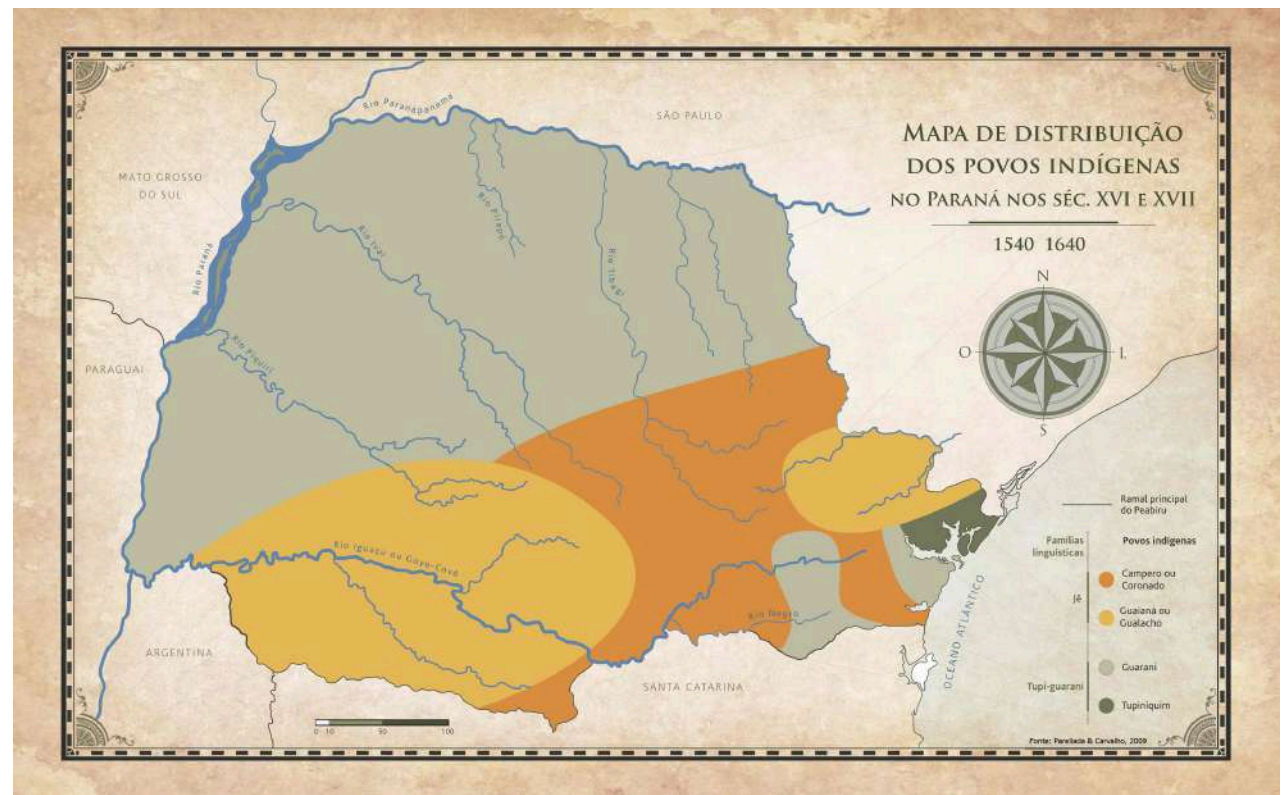 MAPA DE DISTRIBUIÇÃO
DOS POVOS INDÍGENAS
NO PARANÁ NOS SÉC. XVI E XVII
1540 1640
N
O
L
S
SÃO PAULO
Rio Paranapanema
MATO GROSSO
DO SUL
Rio Paraná
Rio Ivaí
Rio Pirapó
Rio Tibagi
Rio Piquiri
PARAGUAI
Rio Iguaçu ou Goyo-Covó
Rio Negro
ARGENTINA
SANTA CATARINA
OCEANO ATLÂNTICO
0 10 50 100
Ramal principal
do Peabiru
Famílias
linguísticas
Povos indígenas
Jê
Campero ou
Coronado
Guaianá ou
Gualacho
Tupi-guarani
Guarani
Tupiniquim
Fonte: Parellada & Carvalho, 2009